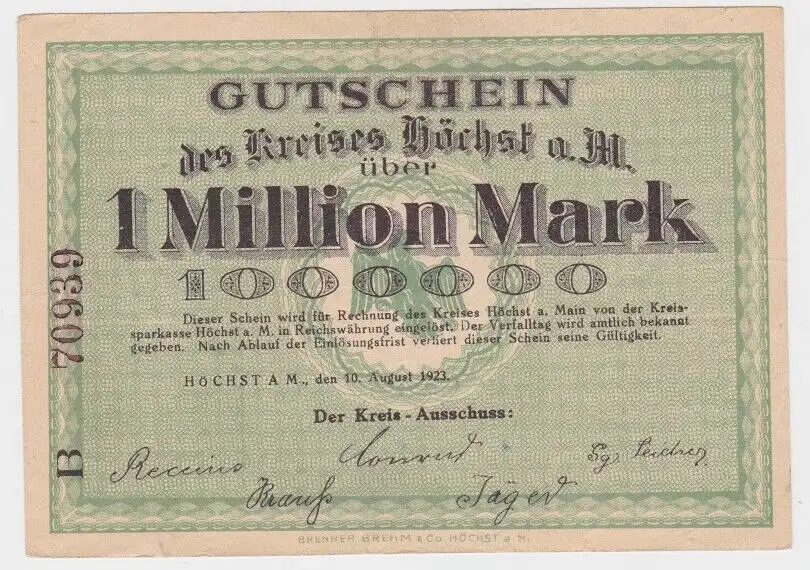 GUTSCHEIN
des Kreises Höchst a. M.
über
1 Million Mark
1000000
Dieser Schein wird für Rechnung des Kreises Höchst a. Main von der Kreis-
sparkasse Höchst a. M. in Reichswährung eingelöst. Der Verfalltag wird amtlich bekannt
gegeben. Nach Ablauf der Einlösungsfrist verliert dieser Schein seine Gültigkeit.
HÖCHST A M., den 10. August 1923.
Der Kreis-Ausschuss:
Conrad
Krauß Jäger
B 70939
BRENNER BREHM & Co HÖCHST a M.